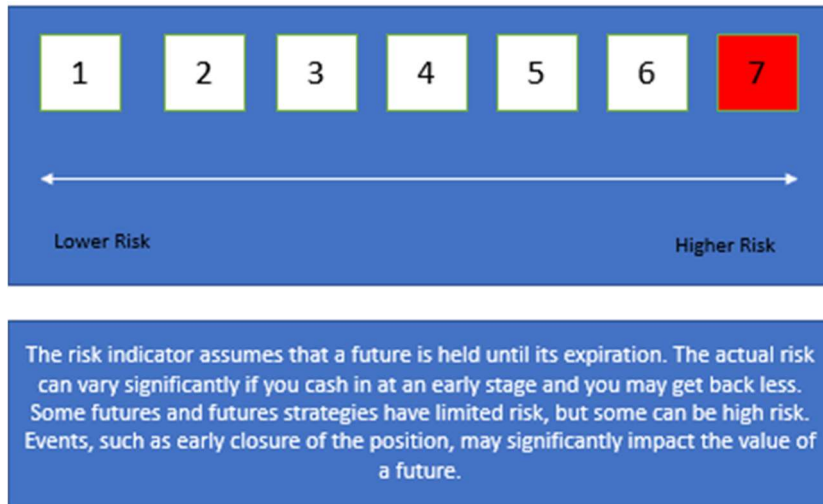 1 2 3 4 5 6 7
Lower Risk Higher Risk
The risk indicator assumes that a future is held until its expiration. The actual risk
can vary significantly if you cash in at an early stage and you may get back less.
Some futures and futures strategies have limited risk, but some can be high risk.
Events, such as early closure of the position, may significantly impact the value of
a future.